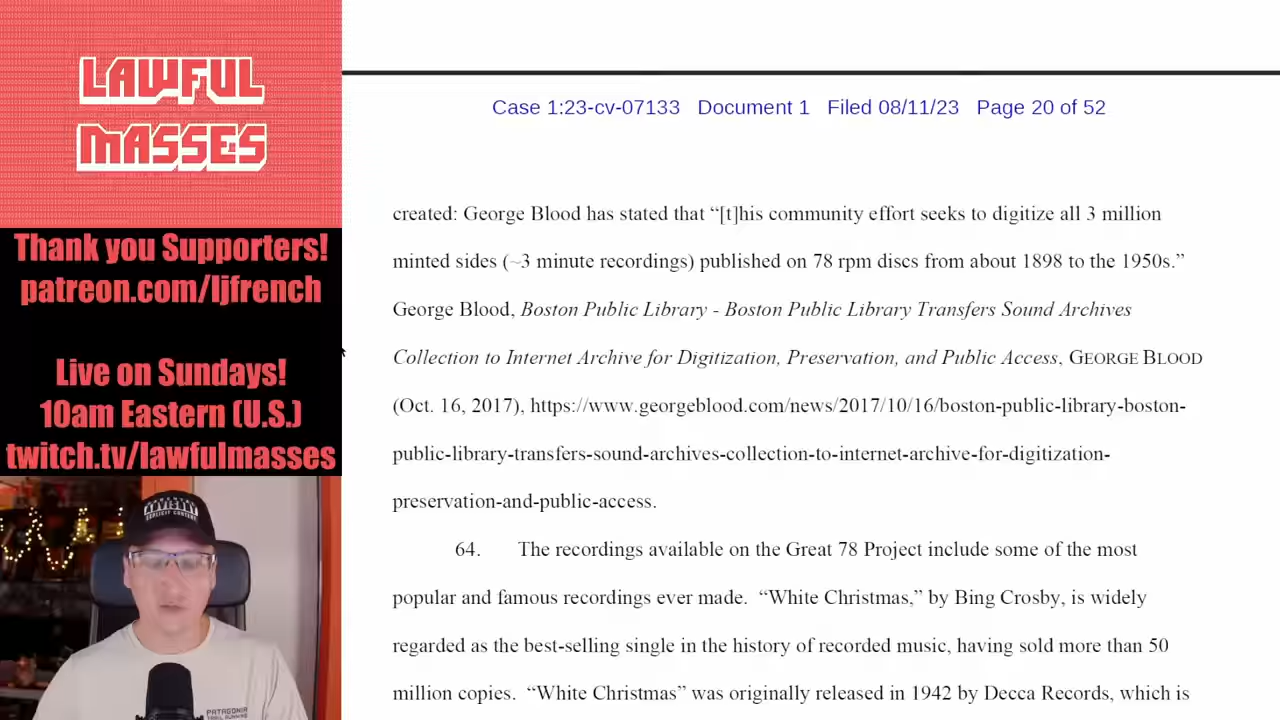 LAWFUL
MASSES
Thank you Supporters!
patreon.com/ljfrench
Live on Sundays!
10am Eastern (U.S.)
twitch.tv/lawfulmasses
ADVISORY
EXPLICIT CONTENT
PATAGONIA
TRAIL RUNNING
Case 1:23-cv-07133 Document 1 Filed 08/11/23 Page 20 of 52
created: George Blood has stated that “[t]his community effort seeks to digitize all 3 million
minted sides (~3 minute recordings) published on 78 rpm discs from about 1898 to the 1950s.”
George Blood, Boston Public Library - Boston Public Library Transfers Sound Archives
Collection to Internet Archive for Digitization, Preservation, and Public Access, GEORGE BLOOD
(Oct. 16, 2017), https://www.georgeblood.com/news/2017/10/16/boston-public-library-boston-
public-library-transfers-sound-archives-collection-to-internet-archive-for-digitization-
preservation-and-public-access.
64. The recordings available on the Great 78 Project include some of the most
popular and famous recordings ever made. “White Christmas,” by Bing Crosby, is widely
regarded as the best-selling single in the history of recorded music, having sold more than 50
million copies. “White Christmas” was originally released in 1942 by Decca Records, which is